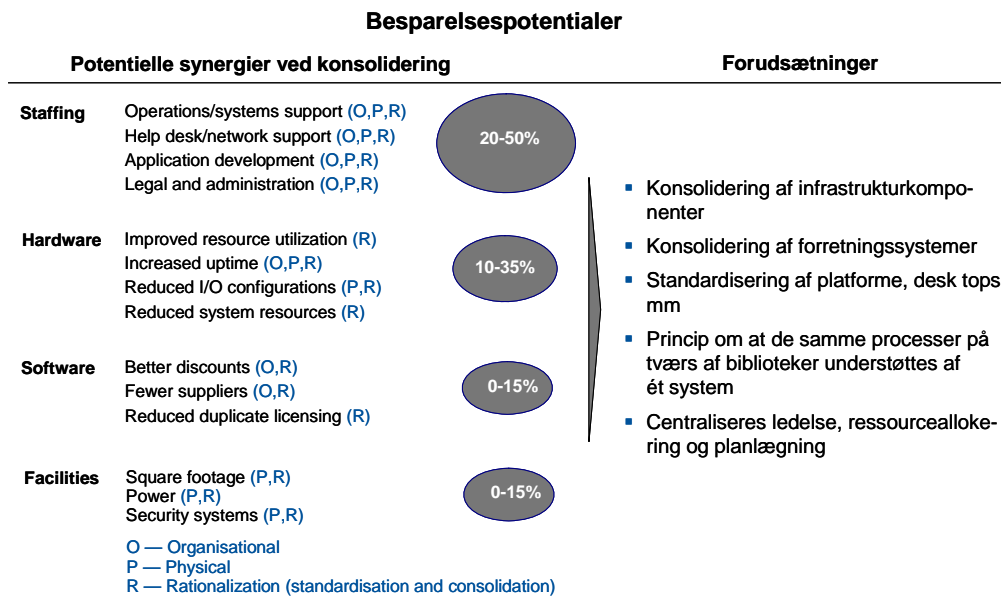 Besparelsespotentialer
Potentielle synergier ved konsolidering
Forudsætninger
Staffing
Operations/systems support (O,P,R)
Help desk/network support (O,P,R)
Application development (O,P,R)
Legal and administration (O,P,R)
20-50%
Hardware
Improved resource utilization (R)
Increased uptime (O,P,R)
Reduced I/O configurations (P,R)
Reduced system resources (R)
10-35%
Software
Better discounts (O,R)
Fewer suppliers (O,R)
Reduced duplicate licensing (R)
0-15%
Facilities
Square footage (P,R)
Power (P,R)
Security systems (P,R)
0-15%
O — Organisational
P — Physical
R — Rationalization (standardisation and consolidation)
▪ Konsolidering af infrastrukturkompo-
nenter
▪ Konsolidering af forretningssystemer
▪ Standardisering af platforme, desk tops
mm
▪ Princip om at de samme processer på
tværs af biblioteker understøttes af
ét system
▪ Centraliseres ledelse, ressourcealloke-
ring og planlægning